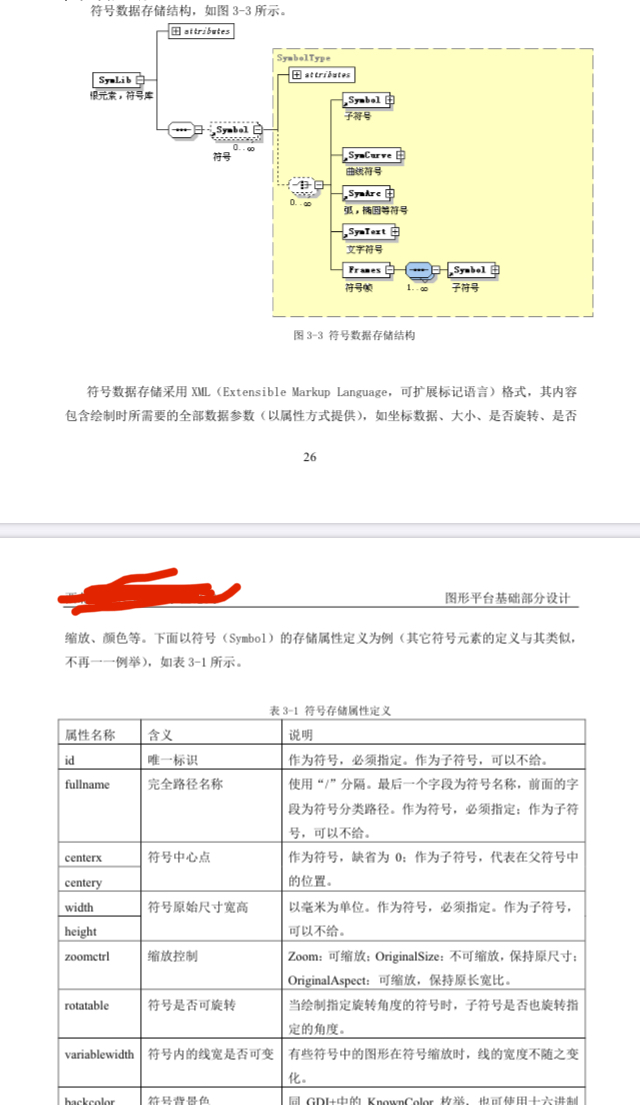 符号数据存储结构，如图 3-3 所示。
attributes
SymLib
根元素，符号库
Symbol
0..∞
符号
SymbolType
attributes
Symbol
子符号
SymCurve
曲线符号
0..∞
SymArc
弧，椭圆等符号
SymText
文字符号
Frames
符号帧
1..∞
Symbol
子符号
图 3-3 符号数据存储结构
符号数据存储采用 XML（Extensible Markup Language，可扩展标记语言）格式，其内容
包含绘制时所需要的全部数据参数（以属性方式提供），如坐标数据、大小、是否旋转、是否
26
图形平台基础部分设计
缩放、颜色等。下面以符号（Symbol）的存储属性定义为例（其它符号元素的定义与其类似，
不再一一例举），如表 3-1 所示。
表 3-1 符号存储属性定义
属性名称 含义 说明
id 唯一标识 作为符号，必须指定。作为子符号，可以不给。
fullname 完全路径名称 使用“/”分隔。最后一个字段为符号名称，前面的字
段为符号分类路径。作为符号，必须指定；作为子符
号，可以不给。
centerx 符号中心点 作为符号，缺省为 0；作为子符号，代表在父符号中
centery 的位置。
width 符号原始尺寸宽高 以毫米为单位。作为符号，必须指定。作为子符号，
height 可以不给。
zoomctrl 缩放控制 Zoom：可缩放；OriginalSize：不可缩放，保持原尺寸；
OriginalAspect：可缩放，保持原长宽比。
rotatable 符号是否可旋转 当绘制指定旋转角度的符号时，子符号是否也旋转指
定的角度。
variablewidth 符号内的线宽是否可变 有些符号中的图形在符号缩放时，线的宽度不随之变
化。
backcolor 符号背景色 同 GDI+中的 KnownColor 枚举，也可使用十六进制